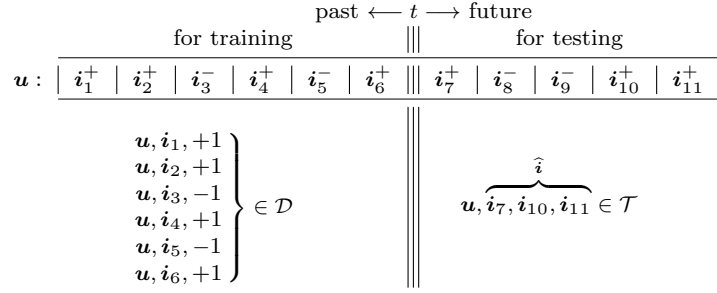 past ⟵ t ⟶ future
for training ||| for testing
u : | i₁⁺ | i₂⁺ | i₃⁻ | i₄⁺ | i₅⁻ | i₆⁺ ||| i₇⁺ | i₈⁻ | i₉⁻ | i₁₀⁺ | i₁₁⁺
u, i₁, +1
u, i₂, +1
u, i₃, −1
u, i₄, +1
u, i₅, −1
u, i₆, +1
∈ 𝒟
î
u, i₇, i₁₀, i₁₁ ∈ 𝒯